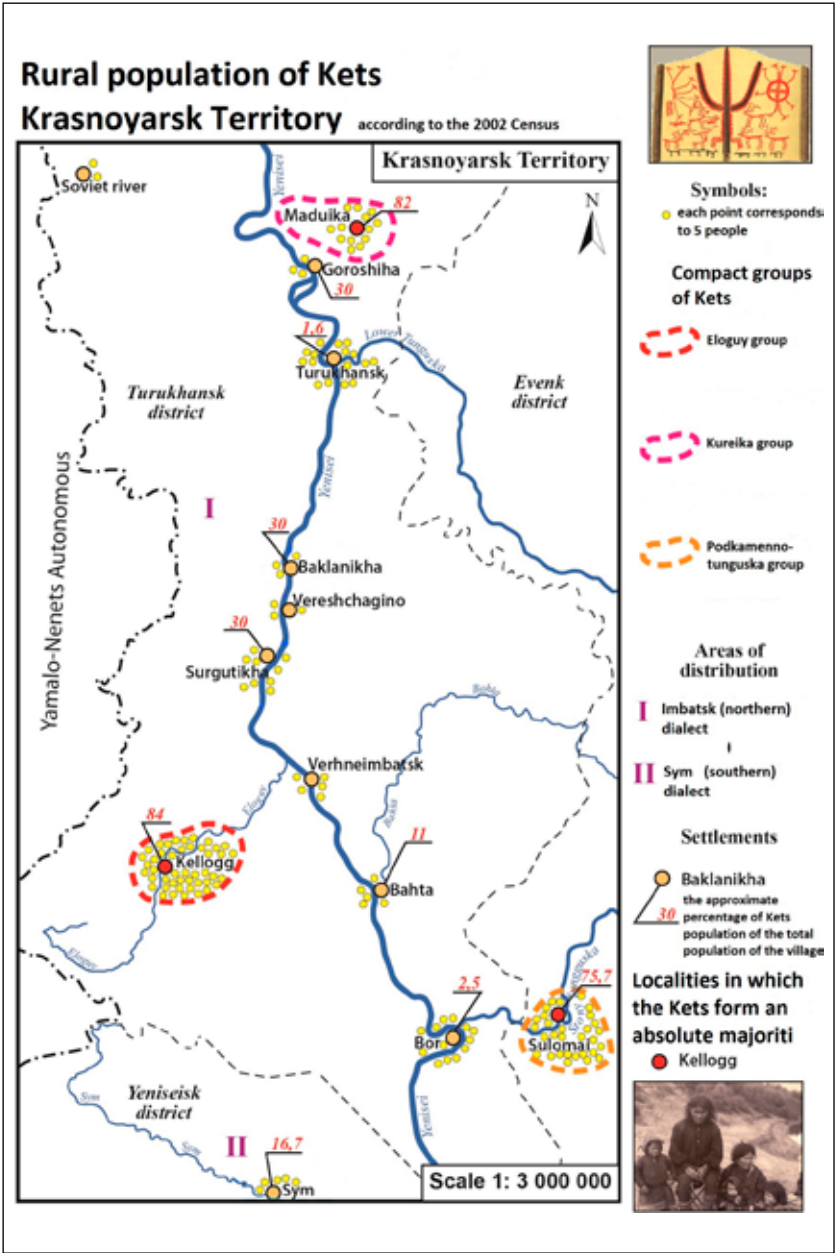 Rural population of Kets
Krasnoyarsk Territory according to the 2002 Census
Krasnoyarsk Territory
Soviet river
Yenisei
Maduika
82
N
Goroshiha
30
1,6
Lower Tunguska
Turukhansk
Turukhansk
district
Evenk
district
Yamalo-Nenets Autonomous
Yenisei
I
30
Baklanikha
Vereshchagino
30
Surgutikha
Bahta
Verhneimbatsk
Eloguy
Bahta
84
Kellogg
11
Bahta
Eloguy
75,7
2,5
Bor
Sulomai
Yeniseisk
district
Sym
Sym
Yenisei
II
16,7
Sym
Scale 1: 3 000 000
Symbols:
each point corresponds
to 5 people
Compact groups
of Kets
Eloguy group
Kureika group
Podkamenno-
tunguska group
Areas of
distribution
I Imbatsk (northern)
dialect
II Sym (southern)
dialect
Settlements
Baklanikha
30
the approximate
percentage of Kets
population of the total
population of the village
Localities in which
the Kets form an
absolute majoriti
Kellogg